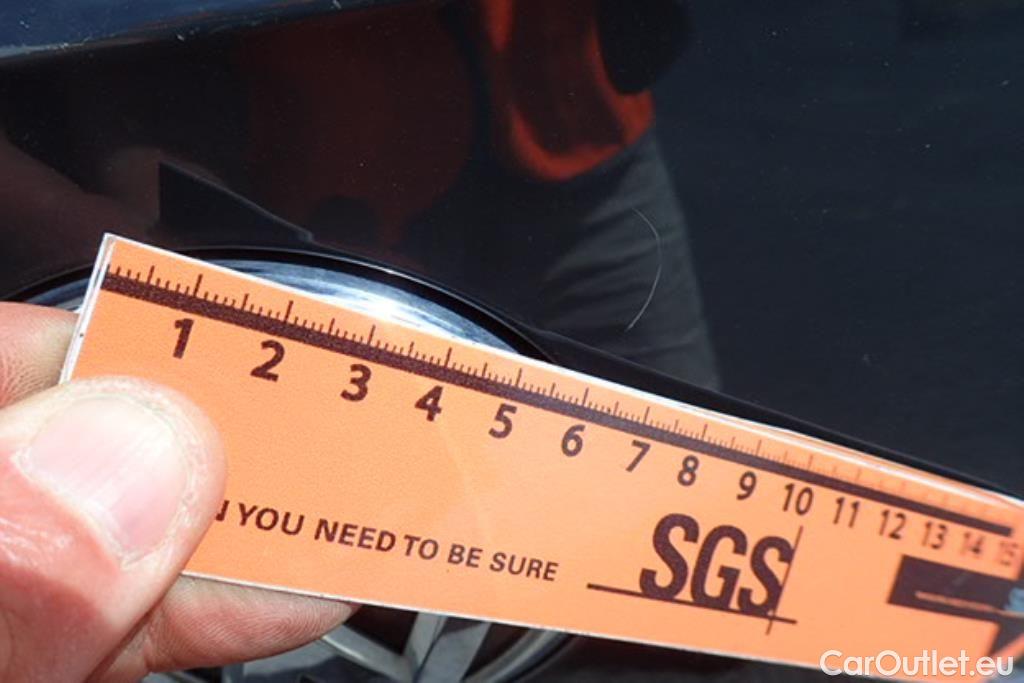 1 2 3 4 5 6 7 8 9 10 11 12 13 14 15
YOU NEED TO BE SURE
SGS
CarOutlet.eu